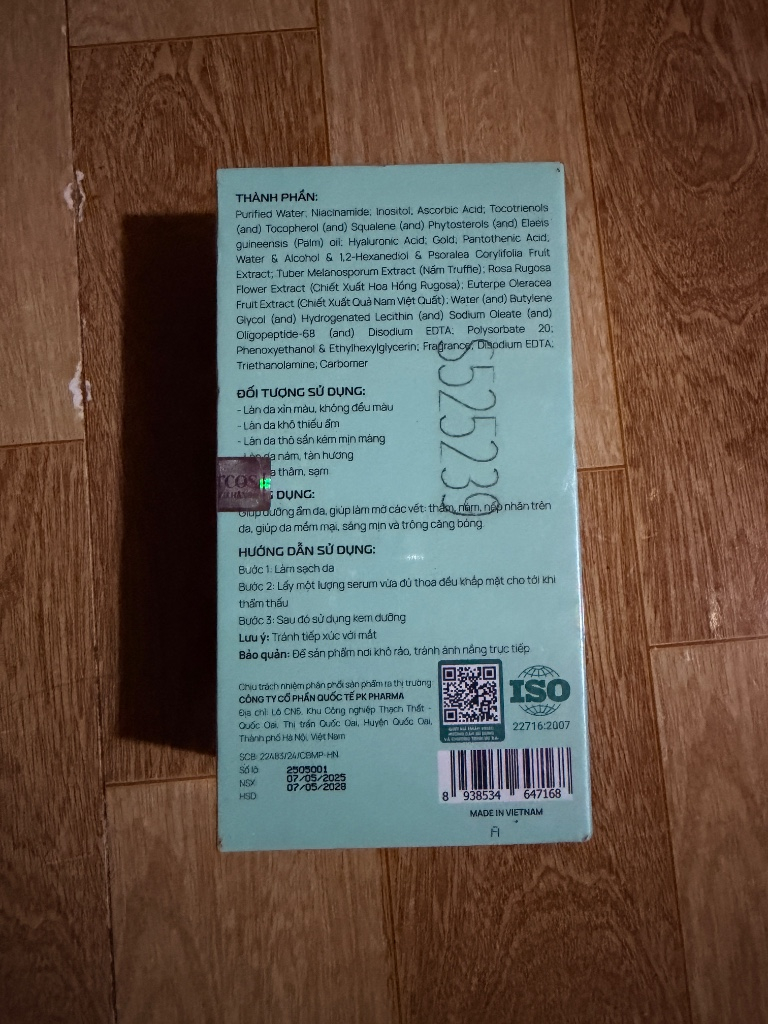 THÀNH PHẦN:
Purified Water, Niacinamide; Inositol, Ascorbic Acid; Tocotrienols
(and) Tocopherol (and) Squalene (and) Phytosterols (and) Elaeis
guineensis (Palm) oil; Hyaluronic Acid; Gold, Pantothenic Acid,
Water & Alcohol & 1,2-Hexanediol & Psoralea Corylifolia Fruit
Extract; Tuber Melanosporum Extract (Nấm Truffle); Rosa Rugosa
Flower Extract (Chiết Xuất Hoa Hồng Rugosa); Euterpe Oleracea
Fruit Extract (Chiết Xuất Quả Nam Việt Quất); Water (and) Butylene
Glycol (and) Hydrogenated Lecithin (and) Sodium Oleate (and)
Oligopeptide-68 (and) Disodium EDTA; Polysorbate 20;
Phenoxyethanol & Ethylhexylglycerin; Fragrance, Disodium EDTA;
Triethanolamine; Carbomer
6525239
ĐỐI TƯỢNG SỬ DỤNG:
- Làn da xỉn màu, không đều màu
- Làn da khô thiếu ẩm
- Làn da thô sần kém mịn màng
da nám, tàn hương
da thâm, sạm
TCOS
DỤNG:
Giúp dưỡng ẩm da, giúp làm mờ các vết: thâm, nám, nếp nhăn trên
da, giúp da mềm mại, sáng mịn và trông căng bóng.
HƯỚNG DẪN SỬ DỤNG:
Bước 1: Làm sạch da
Bước 2: Lấy một lượng serum vừa đủ thoa đều khắp mặt cho tới khi
thẩm thấu
Bước 3: Sau đó sử dụng kem dưỡng
Lưu ý: Tránh tiếp xúc với mắt
Bảo quản: Để sản phẩm nơi khô ráo, tránh ánh nắng trực tiếp
Chịu trách nhiệm phân phối sản phẩm ra thị trường
CÔNG TY CỔ PHẦN QUỐC TẾ PK PHARMA
Địa chỉ: Lô CN6, Khu Công nghiệp Thạch Thất -
Quốc Oai, Thị trấn Quốc Oai, Huyện Quốc Oai,
Thành phố Hà Nội, Việt Nam
SCB: 22483/24/CBMP-HN
Số lô: 2505001
NSX: 07/05/2025
HSD: 07/05/2028
ISO
22716:2007
8 938534 647168
MADE IN VIETNAM